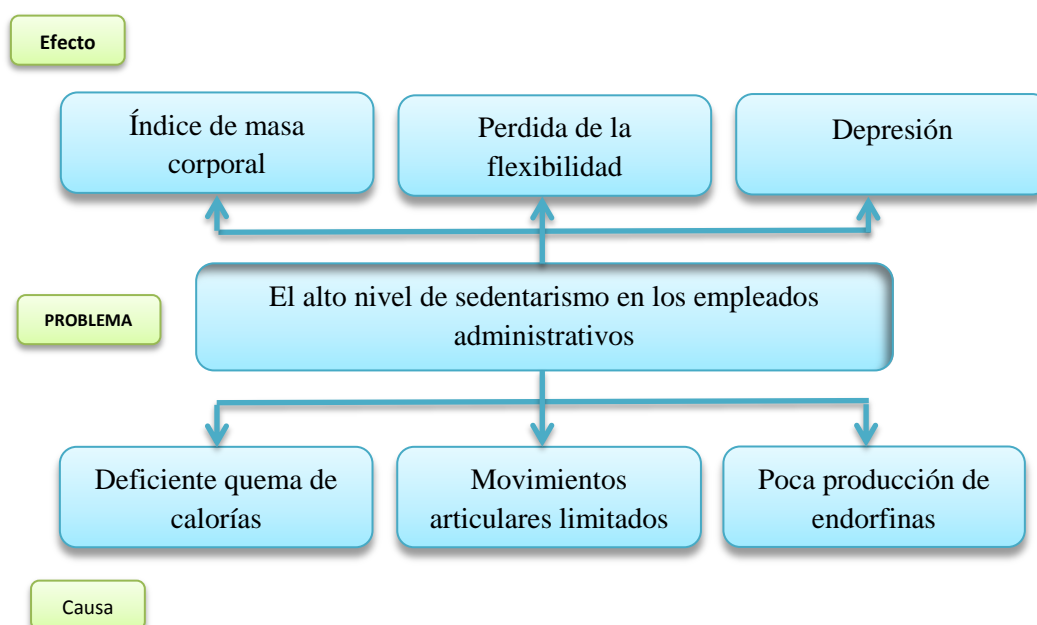 Efecto
Índice de masa
corporal
Perdida de la
flexibilidad
Depresión
PROBLEMA
El alto nivel de sedentarismo en los empleados
administrativos
Deficiente quema de
calorías
Movimientos
articulares limitados
Poca producción de
endorfinas
Causa